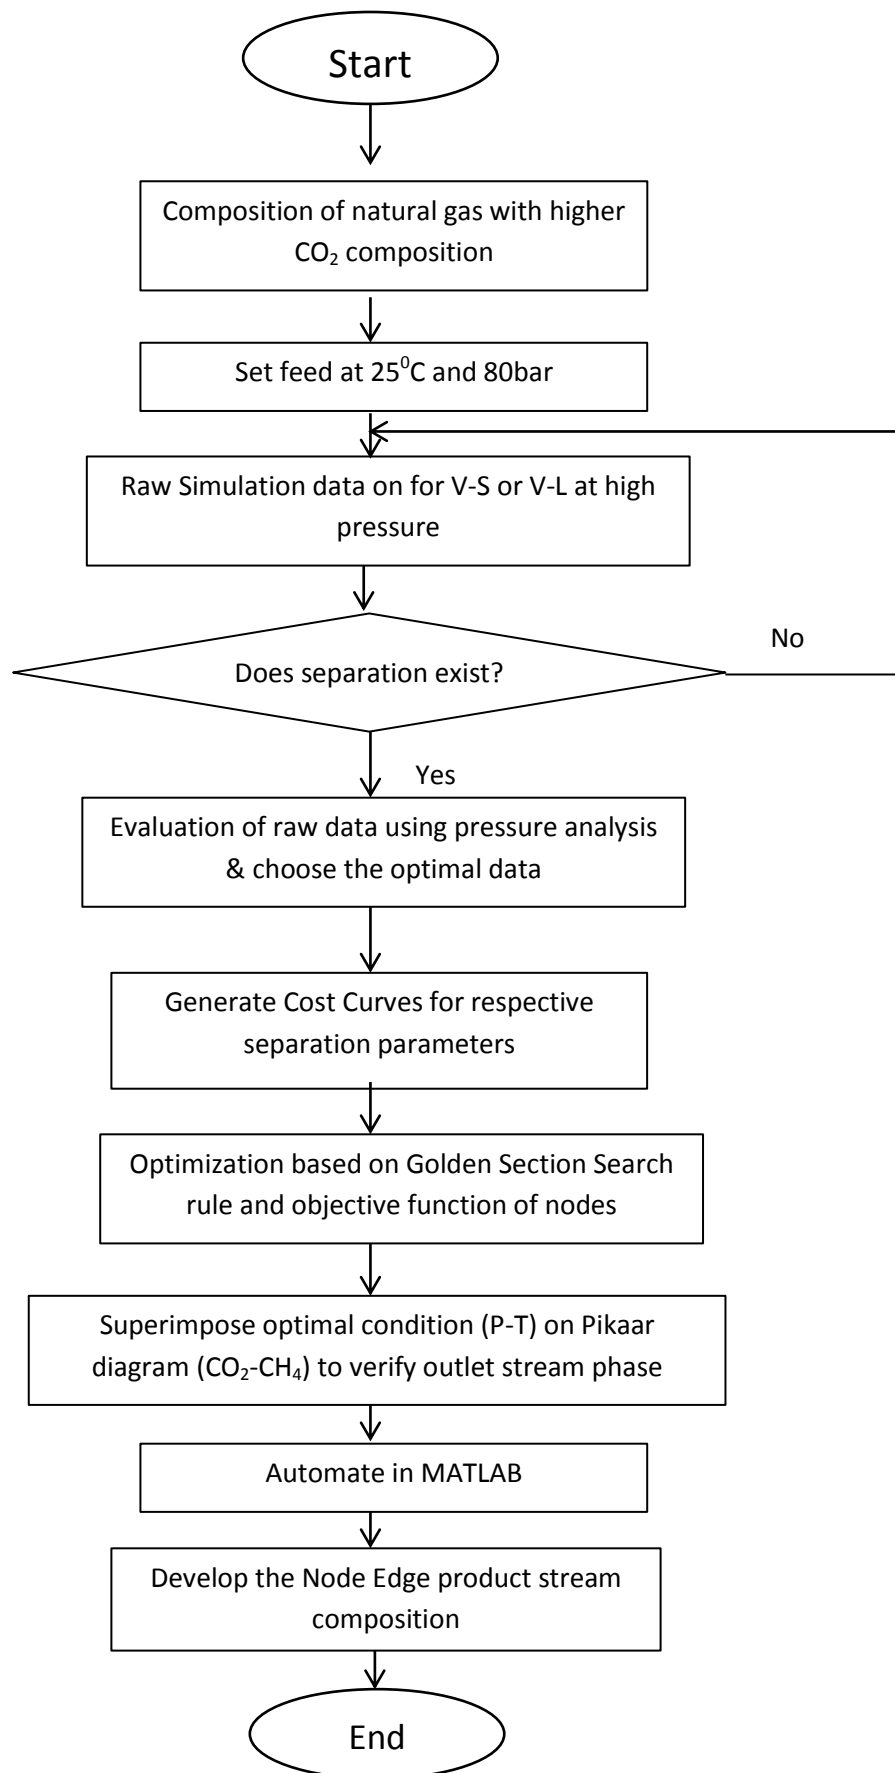 Start
Composition of natural gas with higher
CO₂ composition
Set feed at 25⁰C and 80bar
Raw Simulation data on for V-S or V-L at high
pressure
Does separation exist?
No
Yes
Evaluation of raw data using pressure analysis
& choose the optimal data
Generate Cost Curves for respective
separation parameters
Optimization based on Golden Section Search
rule and objective function of nodes
Superimpose optimal condition (P-T) on Pikaar
diagram (CO₂-CH₄) to verify outlet stream phase
Automate in MATLAB
Develop the Node Edge product stream
composition
End